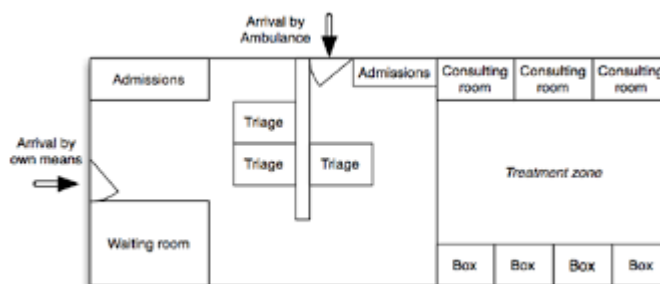 Arrival by
Ambulance
Admissions
Admissions
Consulting
room
Consulting
room
Consulting
room
Triage
Arrival by
own means
Triage
Triage
Treatment zone
Waiting room
Box
Box
Box
Box